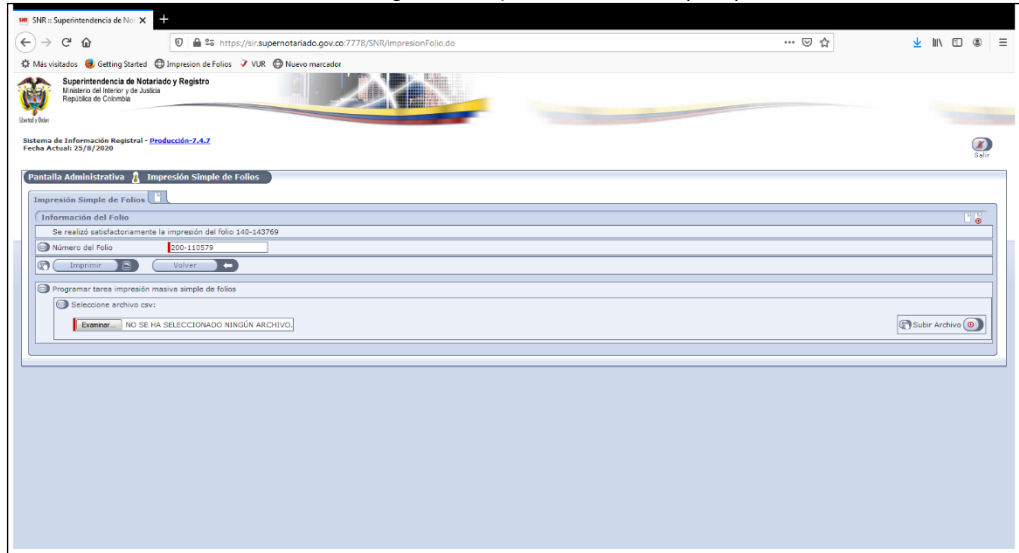 SNR :: Superintendencia de Not
https://sir.supernotariado.gov.co:7778/SNR/impresionFolio.do
Más visitados Getting Started Impresion de Folios VUR Nuevo marcador
Superintendencia de Notariado y Registro
Ministerio del Interior y de Justicia
República de Colombia
Libertad y Orden
Sistema de Información Registral - Producción-7.4.7
Fecha Actual: 25/8/2020
Salir
Pantalla Administrativa Impresión Simple de Folios
Impresión Simple de Folios
Información del Folio
Se realizó satisfactoriamente la impresión del folio 140-143769
Número del Folio 200-110579
Imprimir Volver
Programar tarea impresión masiva simple de folios
Seleccione archivo csv:
Examinar... NO SE HA SELECCIONADO NINGÚN ARCHIVO.
Subir Archivo